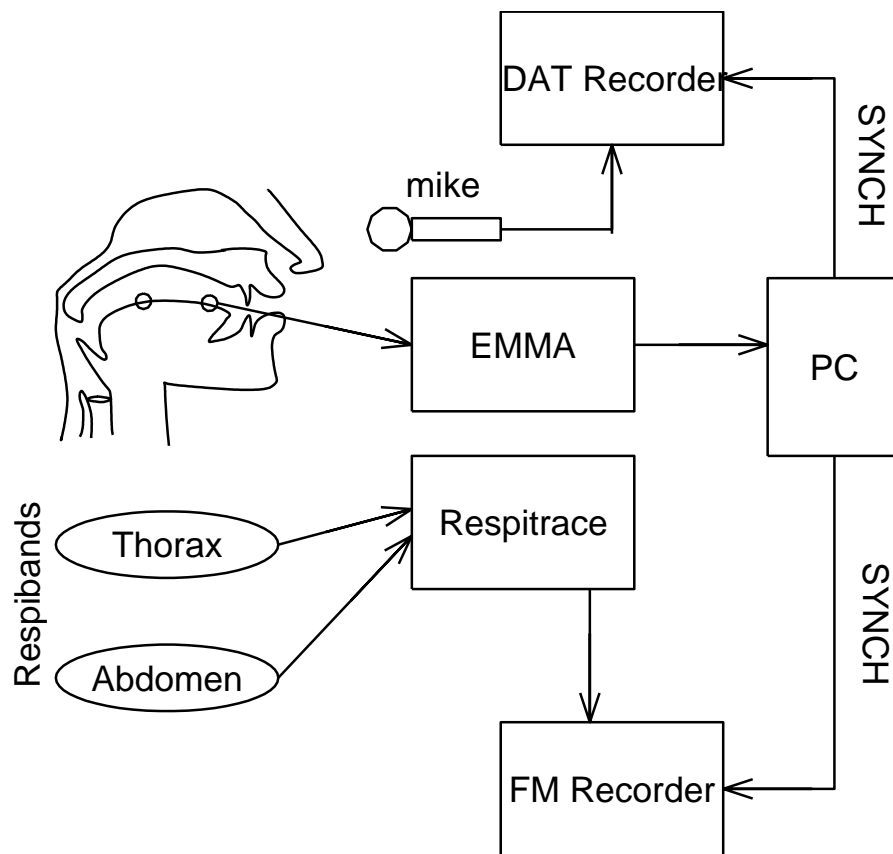 DAT Recorder
SYNCH
mike
EMMA
PC
Respitrace
Respibands
Thorax
Abdomen
SYNCH
FM Recorder